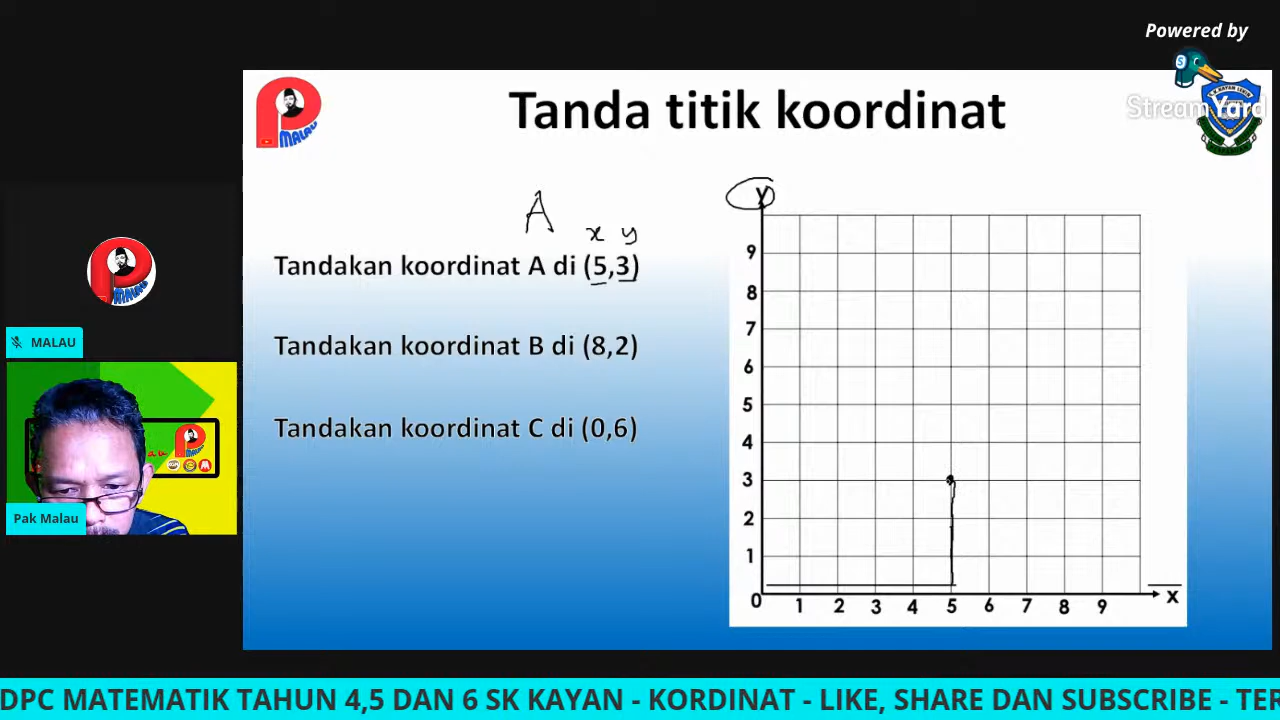 Powered by
StreamYard
Tanda titik koordinat
MALAU
A
x y
Tandakan koordinat A di (5,3)
Tandakan koordinat B di (8,2)
Tandakan koordinat C di (0,6)
y
9
8
7
6
5
4
3
2
1
0 1 2 3 4 5 6 7 8 9 x
MALAU
MALAU
Pak Malau
DPC MATEMATIK TAHUN 4,5 DAN 6 SK KAYAN - KORDINAT - LIKE, SHARE DAN SUBSCRIBE - TER